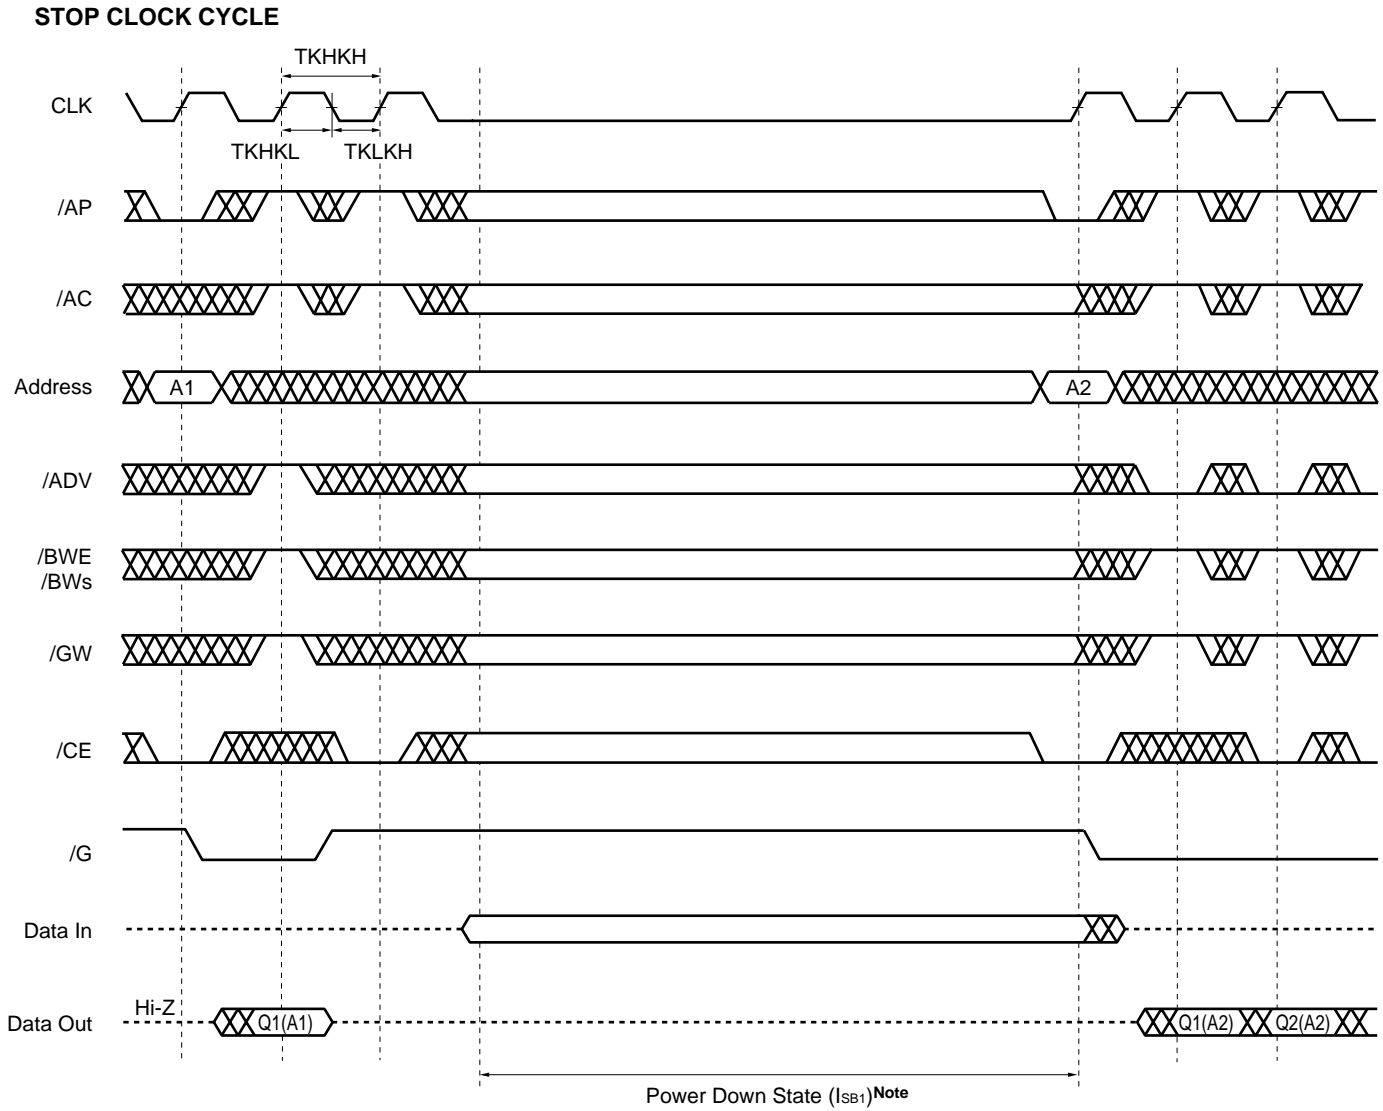 STOP CLOCK CYCLE
TKHKH
CLK
TKHKL TKLKH
/AP
/AC
Address A1 A2
/ADV
/BWE
/BWs
/GW
/CE
/G
Data In
Hi-Z
Data Out Q1(A1) Q1(A2) Q2(A2)
Power Down State (ISB1)Note